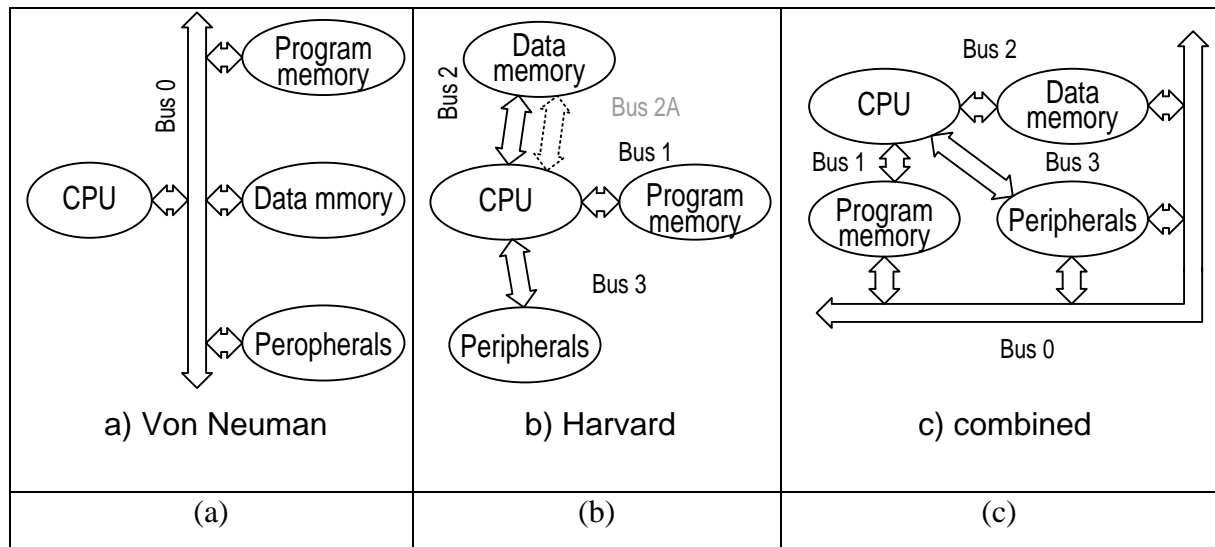 Bus 0
Program
memory
CPU
Data mmory
Peropherals
a) Von Neuman
Data
memory
Bus 2
Bus 2A
Bus 1
CPU
Program
memory
Bus 3
Peripherals
b) Harvard
Bus 2
CPU
Data
memory
Bus 1
Bus 3
Program
memory
Peripherals
Bus 0
c) combined
(a)
(b)
(c)